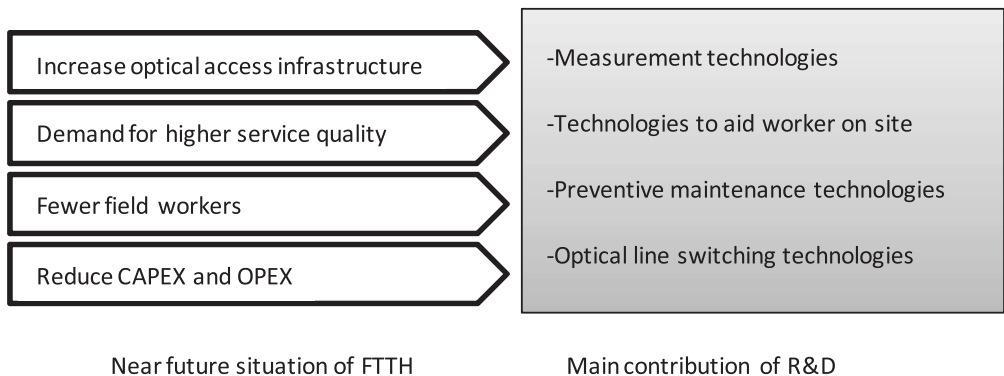 Increase optical access infrastructure
Demand for higher service quality
Fewer field workers
Reduce CAPEX and OPEX
-Measurement technologies
-Technologies to aid worker on site
-Preventive maintenance technologies
-Optical line switching technologies
Near future situation of FTTH
Main contribution of R&D